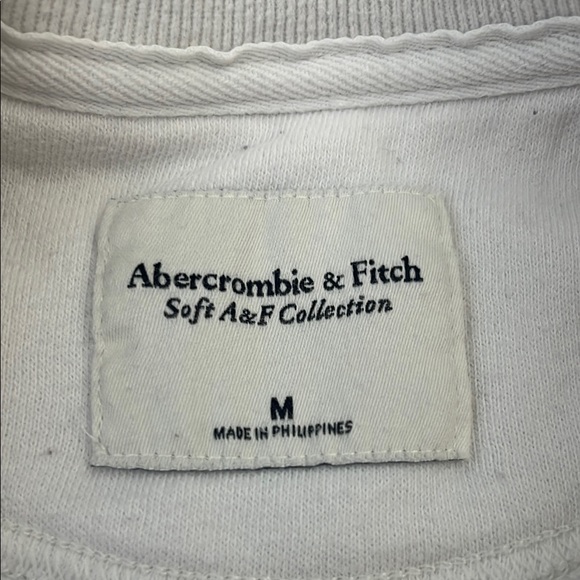 Abercrombie & Fitch
Soft A&F Collection
M
MADE IN PHILIPPINES